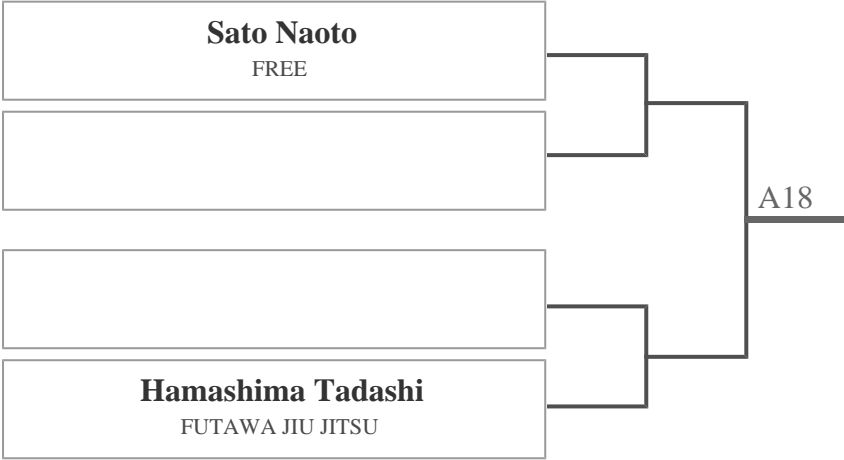 Sato Naoto
FREE
A18
Hamashima Tadashi
FUTAWA JIU JITSU